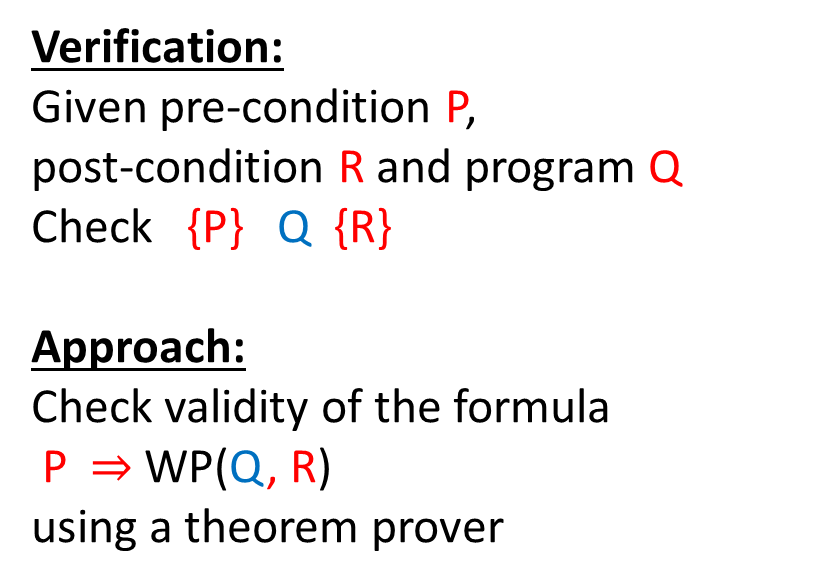 Verification:
Given pre-condition P,
post-condition R and program Q
Check {P} Q {R}
Approach:
Check validity of the formula
P ⇒ WP(Q, R)
using a theorem prover